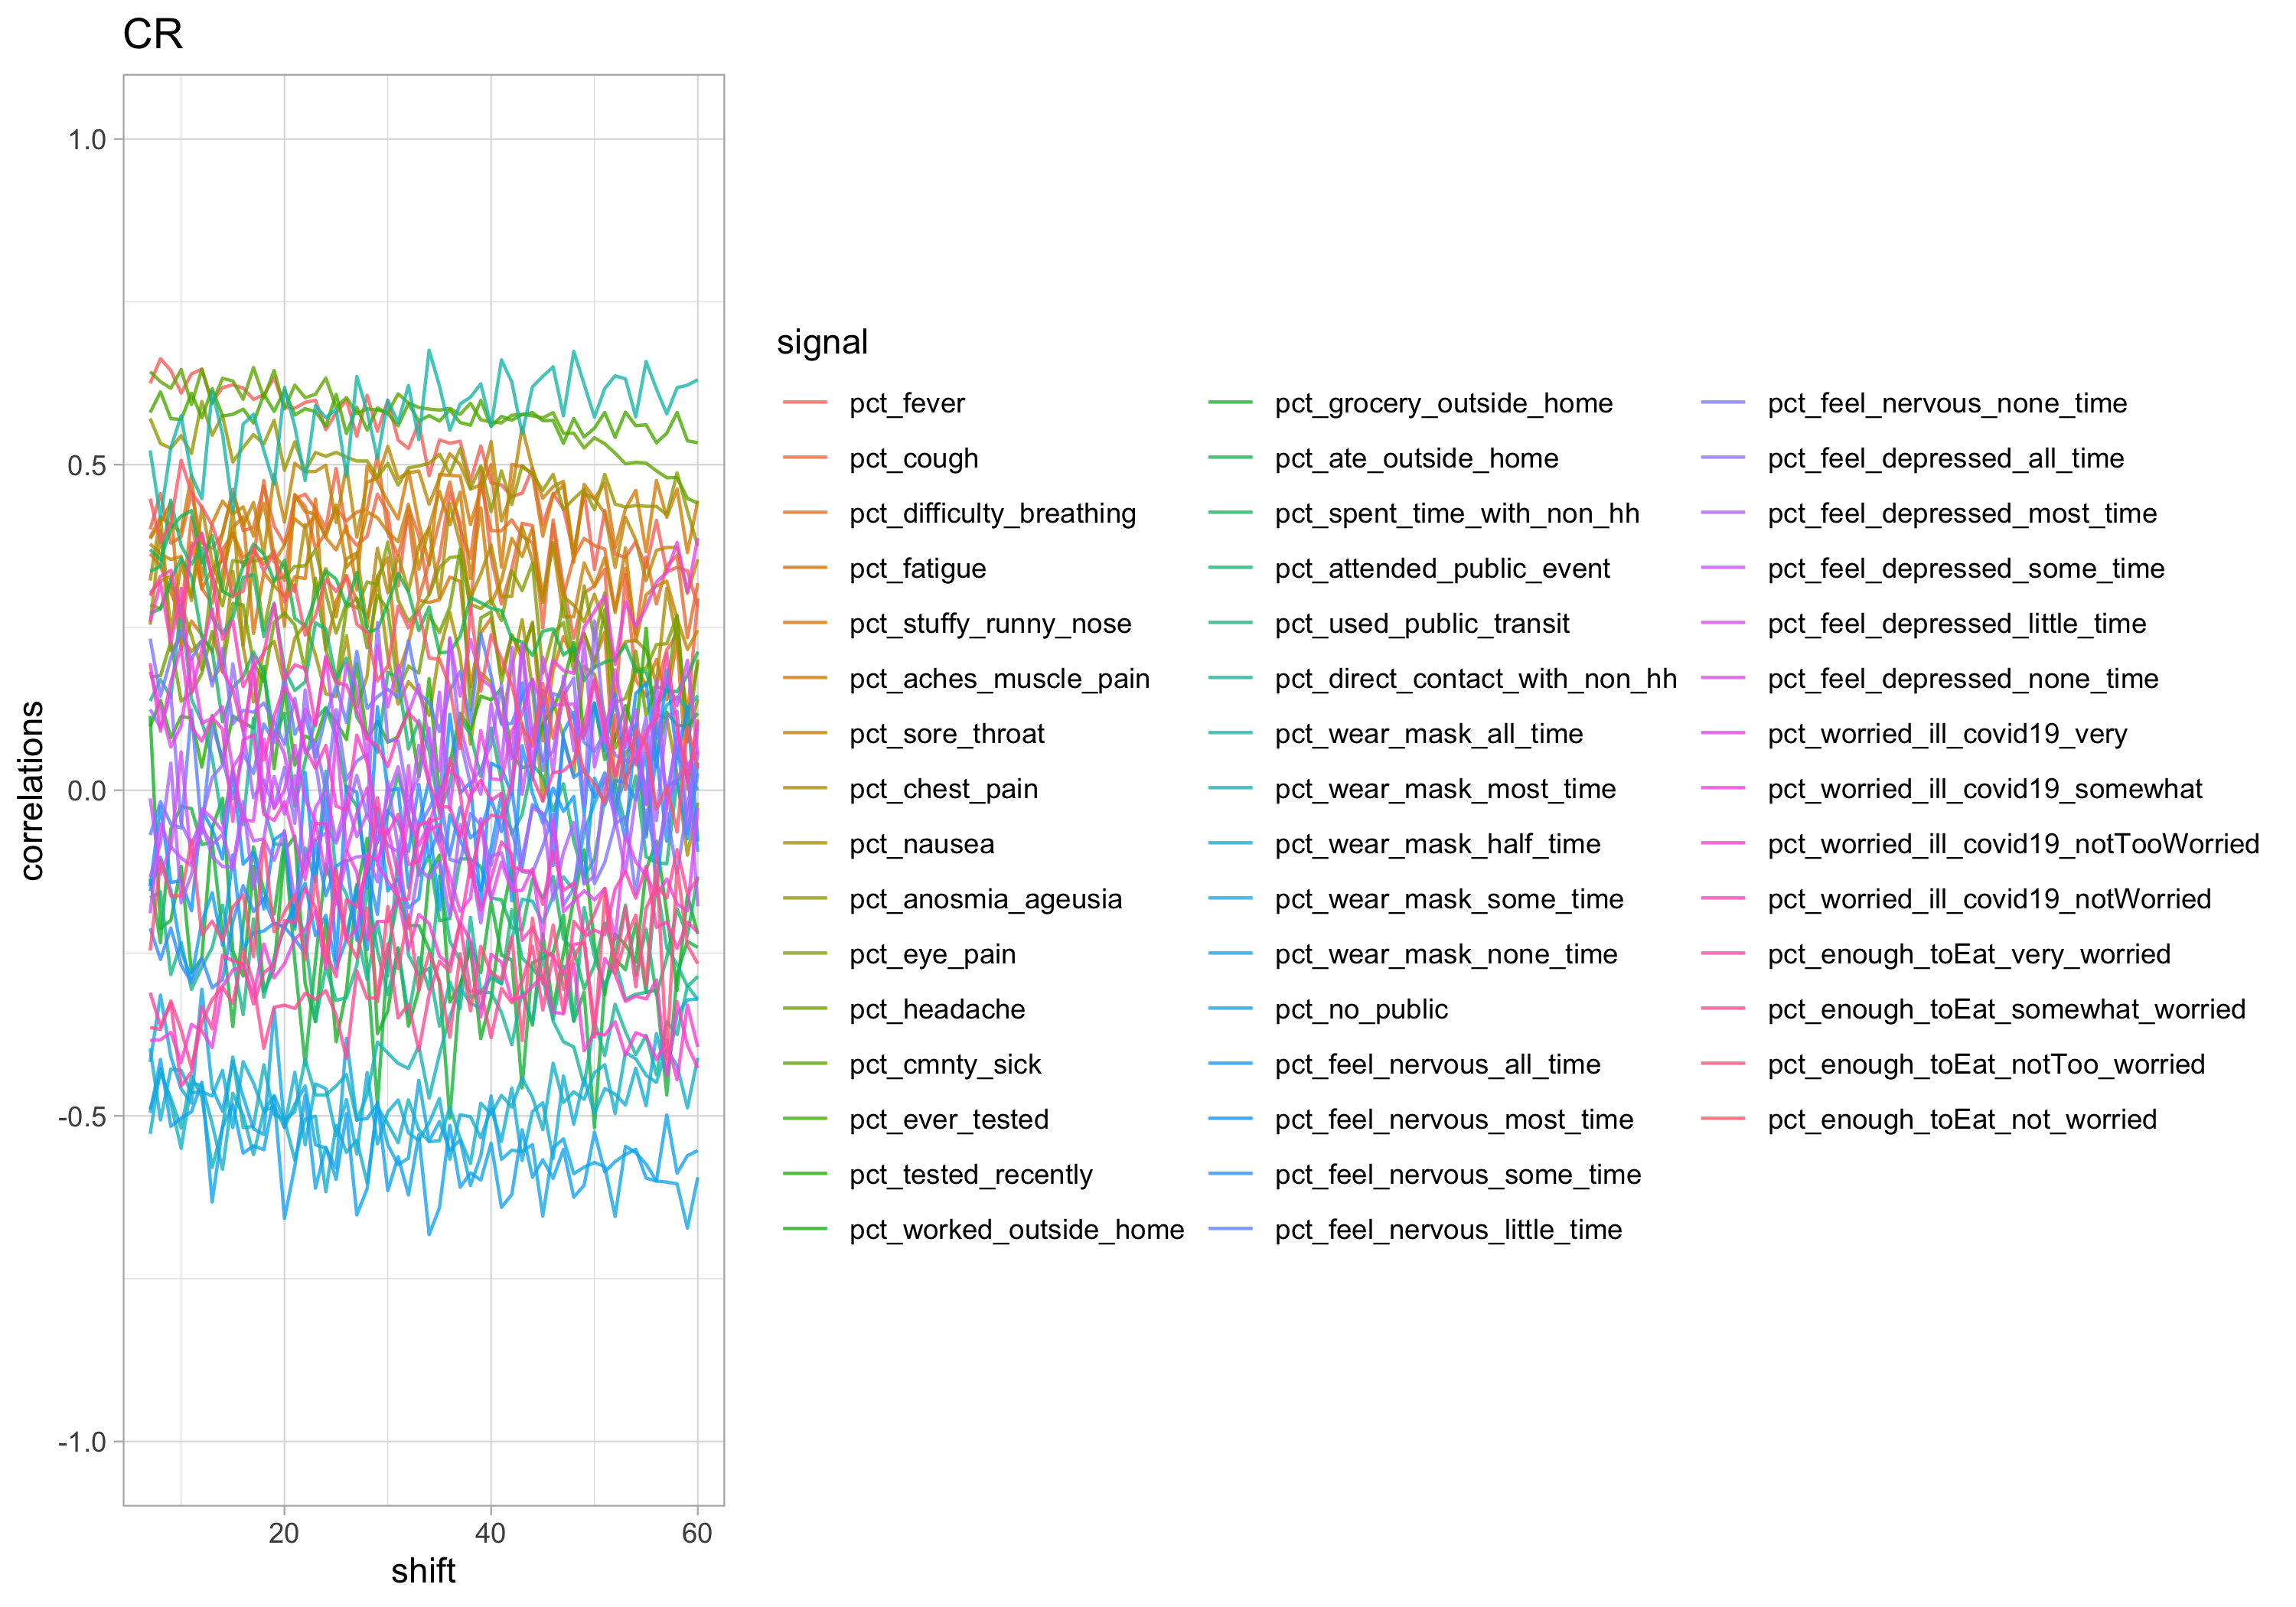 CR
correlations
1.0
0.5
0.0
-0.5
-1.0
20
40
60
shift
signal
pct_fever
pct_cough
pct_difficulty_breathing
pct_fatigue
pct_stuffy_runny_nose
pct_aches_muscle_pain
pct_sore_throat
pct_chest_pain
pct_nausea
pct_anosmia_ageusia
pct_eye_pain
pct_headache
pct_cmnty_sick
pct_ever_tested
pct_tested_recently
pct_worked_outside_home
pct_grocery_outside_home
pct_ate_outside_home
pct_spent_time_with_non_hh
pct_attended_public_event
pct_used_public_transit
pct_direct_contact_with_non_hh
pct_wear_mask_all_time
pct_wear_mask_most_time
pct_wear_mask_half_time
pct_wear_mask_some_time
pct_wear_mask_none_time
pct_no_public
pct_feel_nervous_all_time
pct_feel_nervous_most_time
pct_feel_nervous_some_time
pct_feel_nervous_little_time
pct_feel_nervous_none_time
pct_feel_depressed_all_time
pct_feel_depressed_most_time
pct_feel_depressed_some_time
pct_feel_depressed_little_time
pct_feel_depressed_none_time
pct_worried_ill_covid19_very
pct_worried_ill_covid19_somewhat
pct_worried_ill_covid19_notTooWorried
pct_worried_ill_covid19_notWorried
pct_enough_toEat_very_worried
pct_enough_toEat_somewhat_worried
pct_enough_toEat_notToo_worried
pct_enough_toEat_not_worried